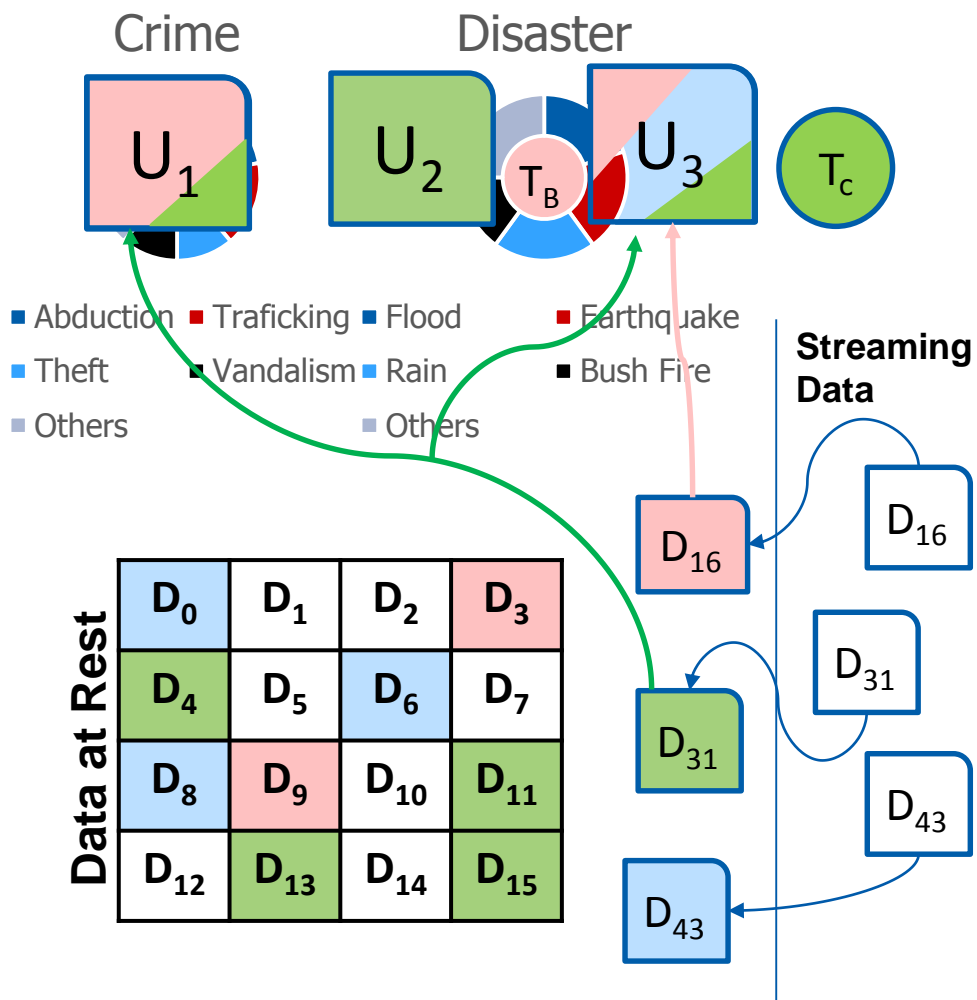 Crime Disaster
U1 U2 TB U3 Tc
Abduction Traficking Flood Earthquake
Theft Vandalism Rain Bush Fire
Others Others
Streaming
Data
D16 D16
Data at Rest
D0 D1 D2 D3
D4 D5 D6 D7
D8 D9 D10 D11
D12 D13 D14 D15
D31 D31
D43 D43